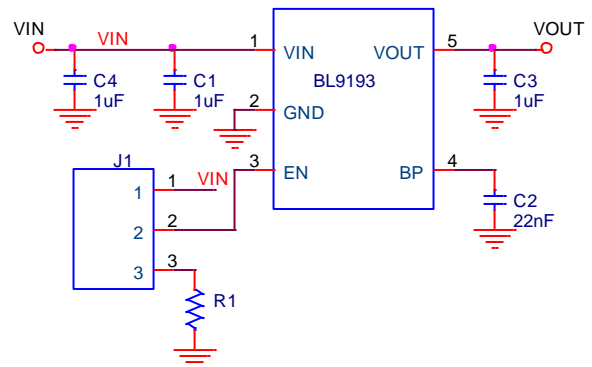 VIN
VIN
1
VIN
VOUT
5
VOUT
C4
1uF
C1
1uF
BL9193
C3
1uF
2
GND
3
EN
BP
4
J1
1
1
VIN
2
2
C2
22nF
3
3
R1